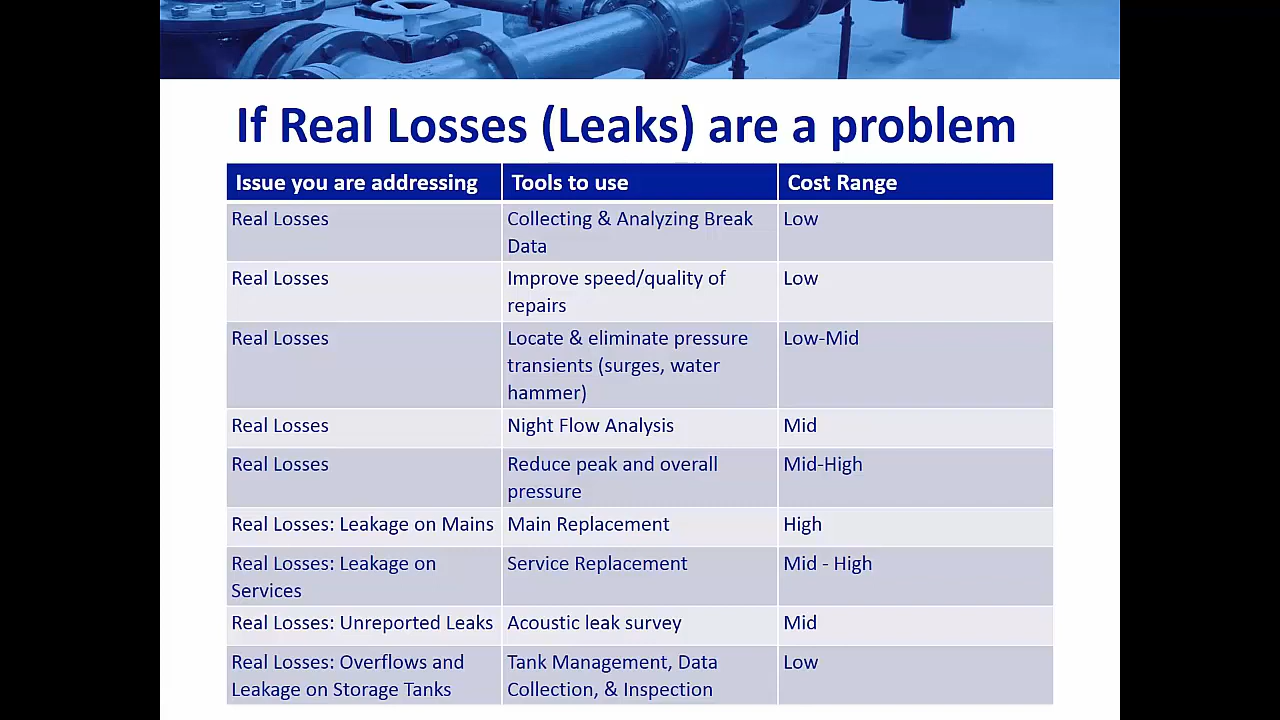 If Real Losses (Leaks) are a problem
Issue you are addressing Tools to use Cost Range
Real Losses Collecting & Analyzing Break Low
Data
Real Losses Improve speed/quality of Low
repairs
Real Losses Locate & eliminate pressure Low-Mid
transients (surges, water
hammer)
Real Losses Night Flow Analysis Mid
Real Losses Reduce peak and overall Mid-High
pressure
Real Losses: Leakage on Mains Main Replacement High
Real Losses: Leakage on Service Replacement Mid - High
Services
Real Losses: Unreported Leaks Acoustic leak survey Mid
Real Losses: Overflows and Tank Management, Data Low
Leakage on Storage Tanks Collection, & Inspection